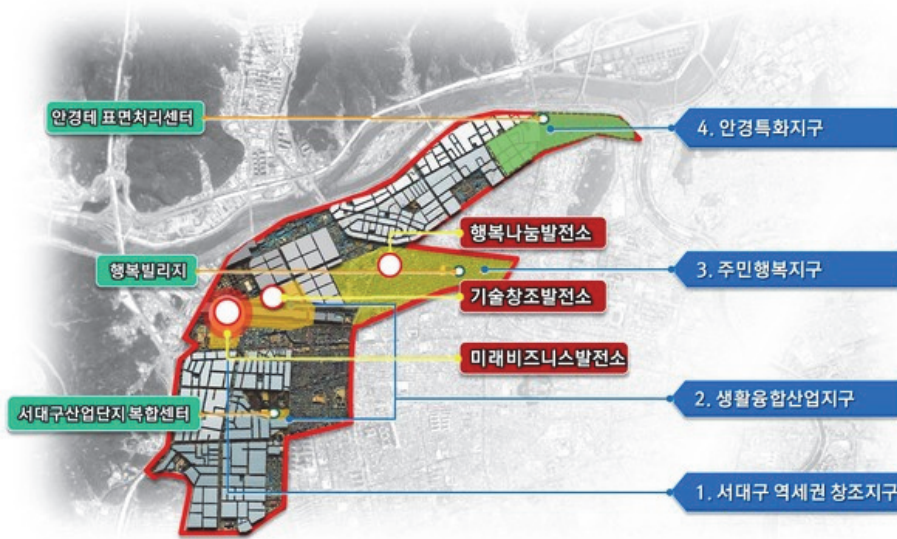 안경테 표면처리센터
4. 안경특화지구
행복나눔발전소
행복빌리지
3. 주민행복지구
기술창조발전소
미래비즈니스발전소
서대구산업단지 복합센터
2. 생활융합산업지구
1. 서대구 역세권 창조지구